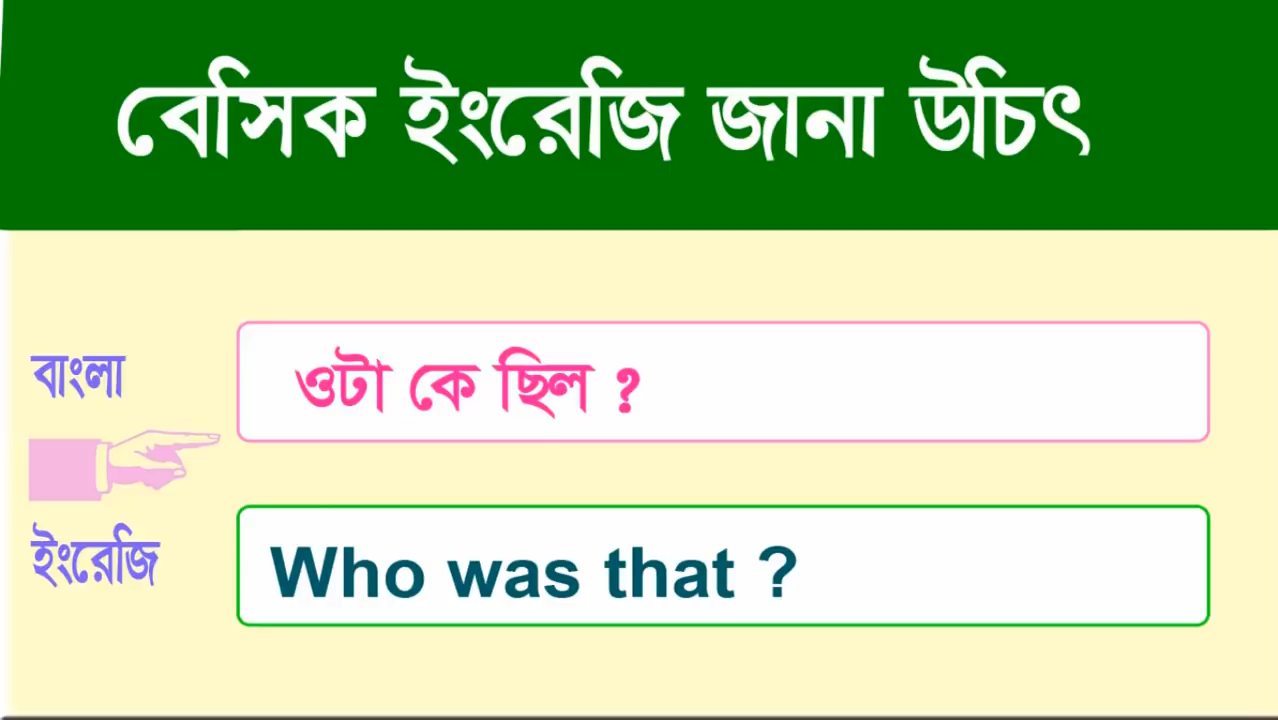 বেসিক ইংরেজি জানা উচিৎ
বাংলা
ওটা কে ছিল ?
ইংরেজি
Who was that ?